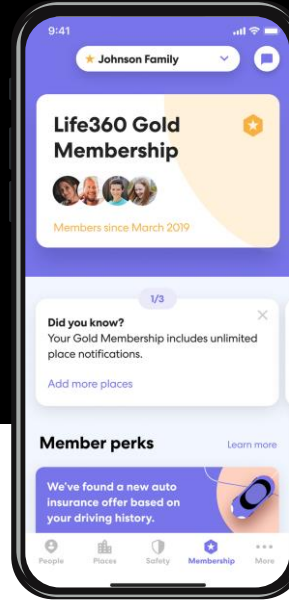 9:41
Johnson Family
Life360 Gold
Membership
Members since March 2019
1/3
Did you know?
Your Gold Membership includes unlimited
place notifications.
Add more places
Member perks
Learn more
We've found a new auto
insurance offer based on
your driving history.
People
Places
Safety
Membership
More